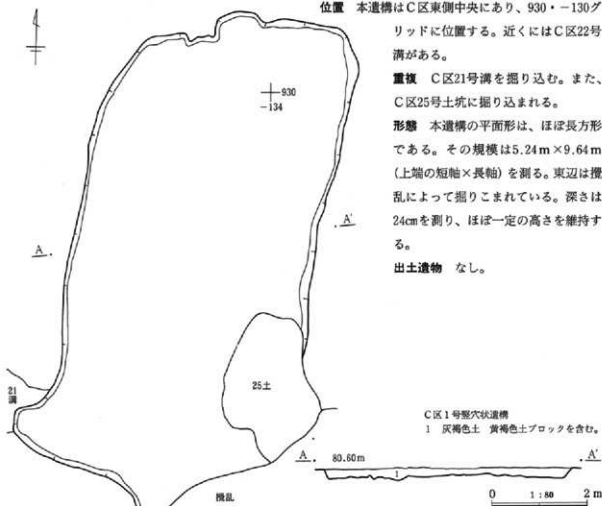 位置　本遺構はC区東側中央にあり、930・−130グ
リッドに位置する。近くにはC区22号
溝がある。
重複　C区21号溝を掘り込む。また、
C区25号土坑に掘り込まれる。
形態　本遺構の平面形は、ほぼ長方形
である。その規模は5.24m×9.64m
(上端の短軸×長軸)を測る。東辺は攪
乱によって掘りこまれている。深さは
24cmを測り、ほぼ一定の高さを維持す
る。
出土遺物　なし。
930
−134
A
A′
21
溝
25土
攪乱
C区1号竪穴状遺構
1　灰褐色土　黄褐色土ブロックを含む。
A
80.60m
A′
1
0　1:80　2m